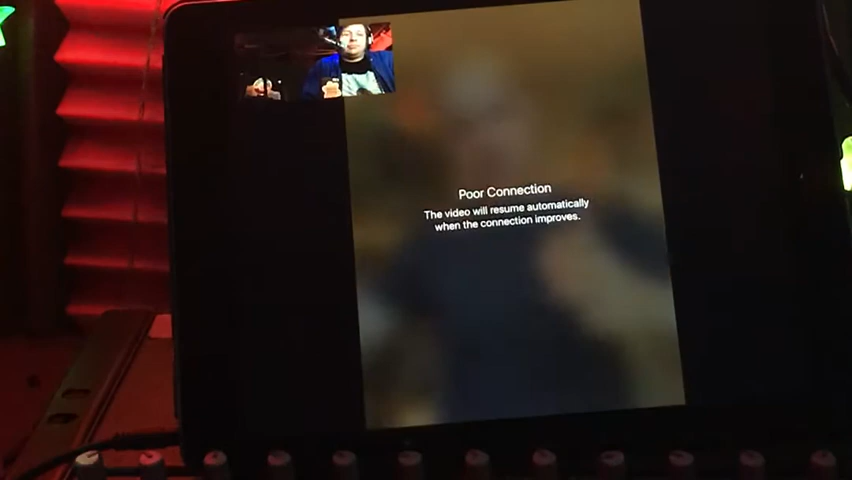 Poor Connection
The video will resume automatically
when the connection improves.